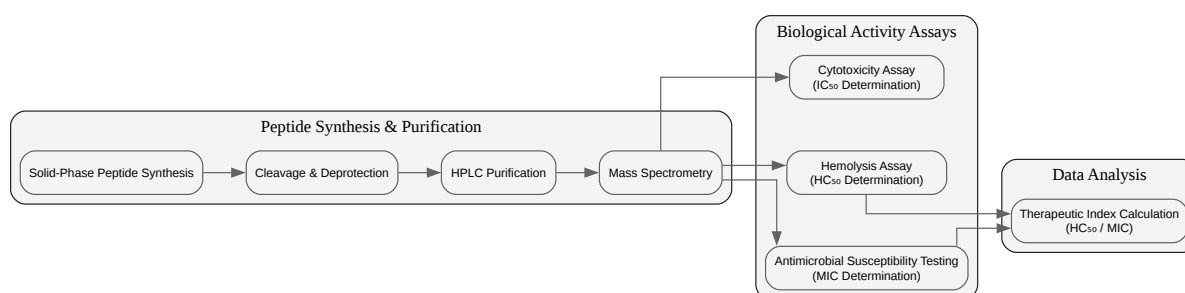 Peptide Synthesis & Purification
Solid-Phase Peptide Synthesis
Cleavage & Deprotection
HPLC Purification
Mass Spectrometry
Biological Activity Assays
Cytotoxicity Assay
(IC₅₀ Determination)
Hemolysis Assay
(HC₅₀ Determination)
Antimicrobial Susceptibility Testing
(MIC Determination)
Data Analysis
Therapeutic Index Calculation
(HC₅₀ / MIC)